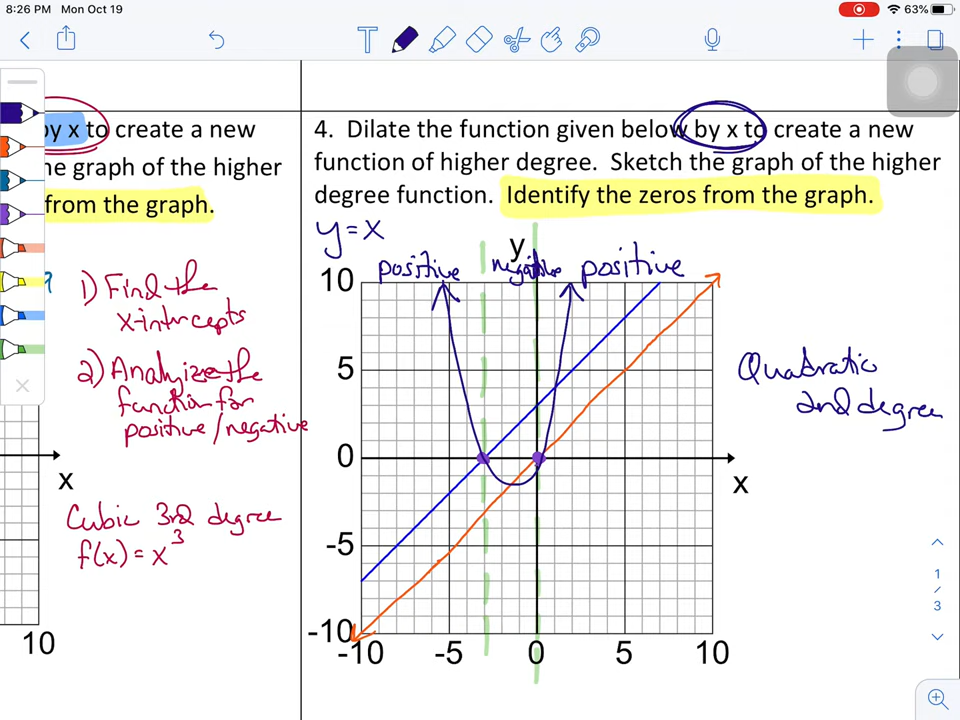 8:26 PM Mon Oct 19
63%
T
by x to create a new
he graph of the higher
from the graph.
1) Find the
x-intercepts
2) Analyize the
function for
positive/negative
x
Cubic 3rd degree
f(x) = x³
10
4. Dilate the function given below by x to create a new
function of higher degree. Sketch the graph of the higher
degree function. Identify the zeros from the graph.
y=x
y
positive negative positive
10
5
0
-5
-10
-10 -5 0 5 10
x
Quadratic
2nd degree
1
/
3